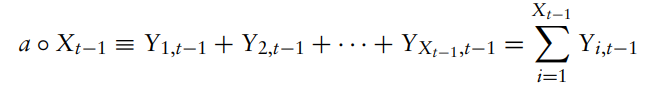 a ∘ X_{t−1} ≡ Y_{1,t−1} + Y_{2,t−1} + ⋯ + Y_{X_{t−1},t−1} = ∑_{i=1}^{X_{t−1}} Y_{i,t−1}